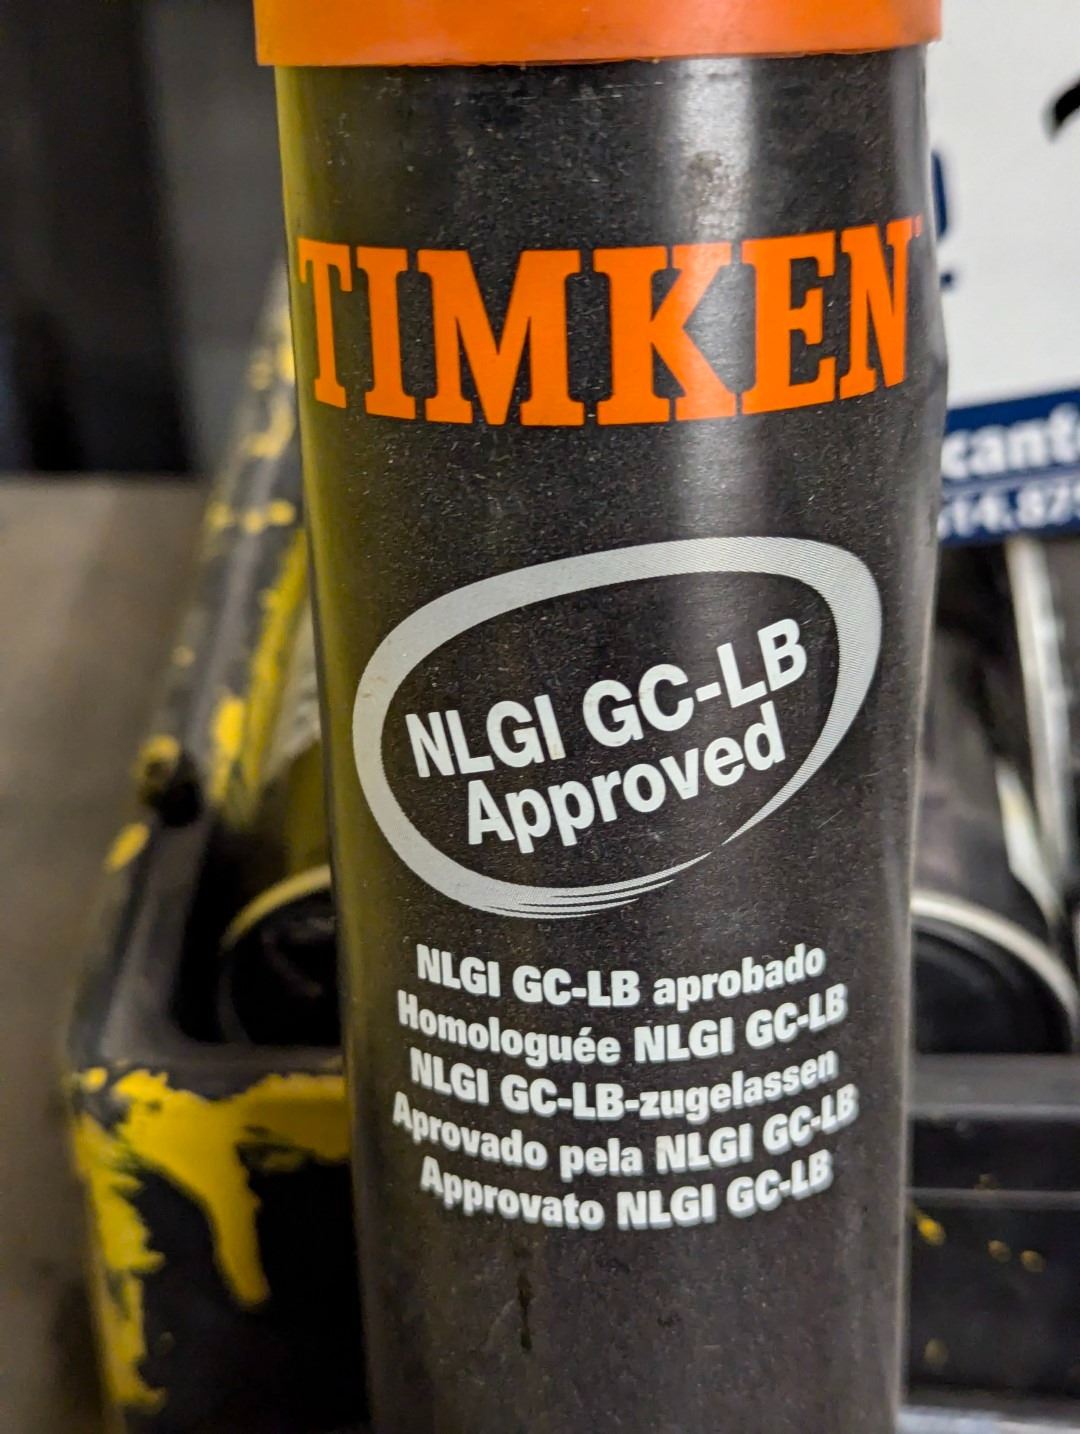 TIMKEN
NLGI GC-LB
Approved
NLGI GC-LB aprobado
Homologuée NLGI GC-LB
NLGI GC-LB-zugelassen
Aprovado pela NLGI GC-LB
Approvato NLGI GC-LB